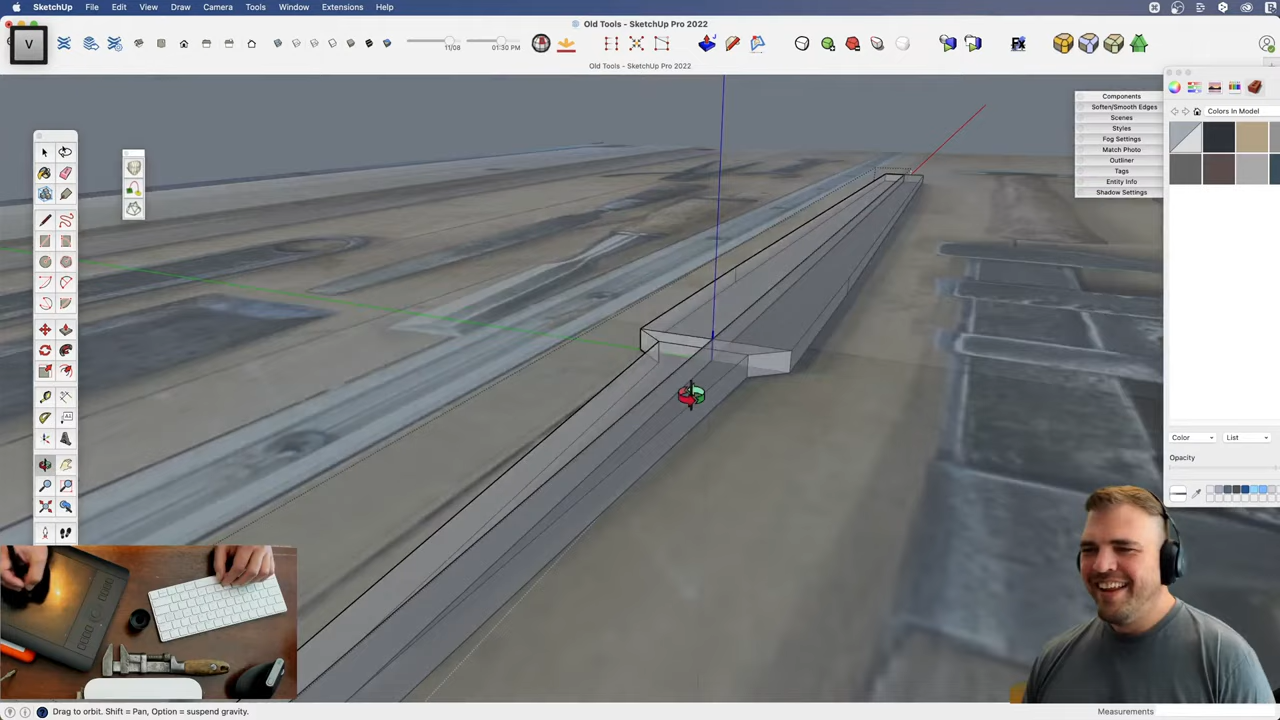 SketchUp File Edit View Draw Camera Tools Window Extensions Help
Old Tools - SketchUp Pro 2022
V
11/08
01:30 PM
Old Tools - SketchUp Pro 2022
Components
Soften/Smooth Edges
Scenes
Styles
Fog Settings
Match Photo
Outliner
Tags
Entity Info
Shadow Settings
Colors In Model
Color
List
Opacity
Drag to orbit. Shift = Pan, Option = suspend gravity.
Measurements